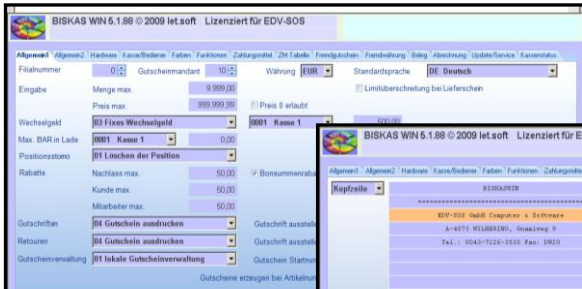 BISKAS WIN 5.1.88 © 2009 let.soft Lizenziert für EDV-SOS
Allgemein1 Allgemein2 Hardware Kasse/Bediener Farben Funktionen Zahlungsmittel ZM Tabelle Fremdgutschein Fremdwährung Beleg Abrechnung Update/Service Kassenstatus
Filialnummer 0 Gutscheinmandant 10 Währung EUR Standardsprache DE Deutsch
Eingabe Menge max. 9.999,00 Limitüberschreitung bei Lieferschein
Preis max. 999.999,99 Preis 0 erlaubt
Wechselgeld 03 Fixes Wechselgeld 0001 Kasse 1 500,00
Max. BAR in Lade 0001 Kasse 1 0,00
Positionsstorno 01 Löschen der Position
Rabatte Nachlass max. 50,00 Bonsummenraba
Kunde max. 50,00
Mitarbeiter max. 50,00
Gutschriften 04 Gutschein ausdrucken Gutschrift ausstelle
Retouren 04 Gutschein ausdrucken Gutschrift ausstelle
Gutscheinverwaltung 01 lokale Gutscheinverwaltung Gutschein Startnum
Gutscheine erzeugen bei Artikelnum
BISKAS WIN 5.1.88 © 2009 let.soft Lizenziert für E
Allgemein1 Allgemein2 Hardware Kasse/Bediener Farben Funktionen Zahlungsmitte
Kopfzeile BISKASWIN
EDV-SOS GmbH Computer & Software
A-4073 WILHERING,
Tel.: 0043-7226-3535 Fax: DW20